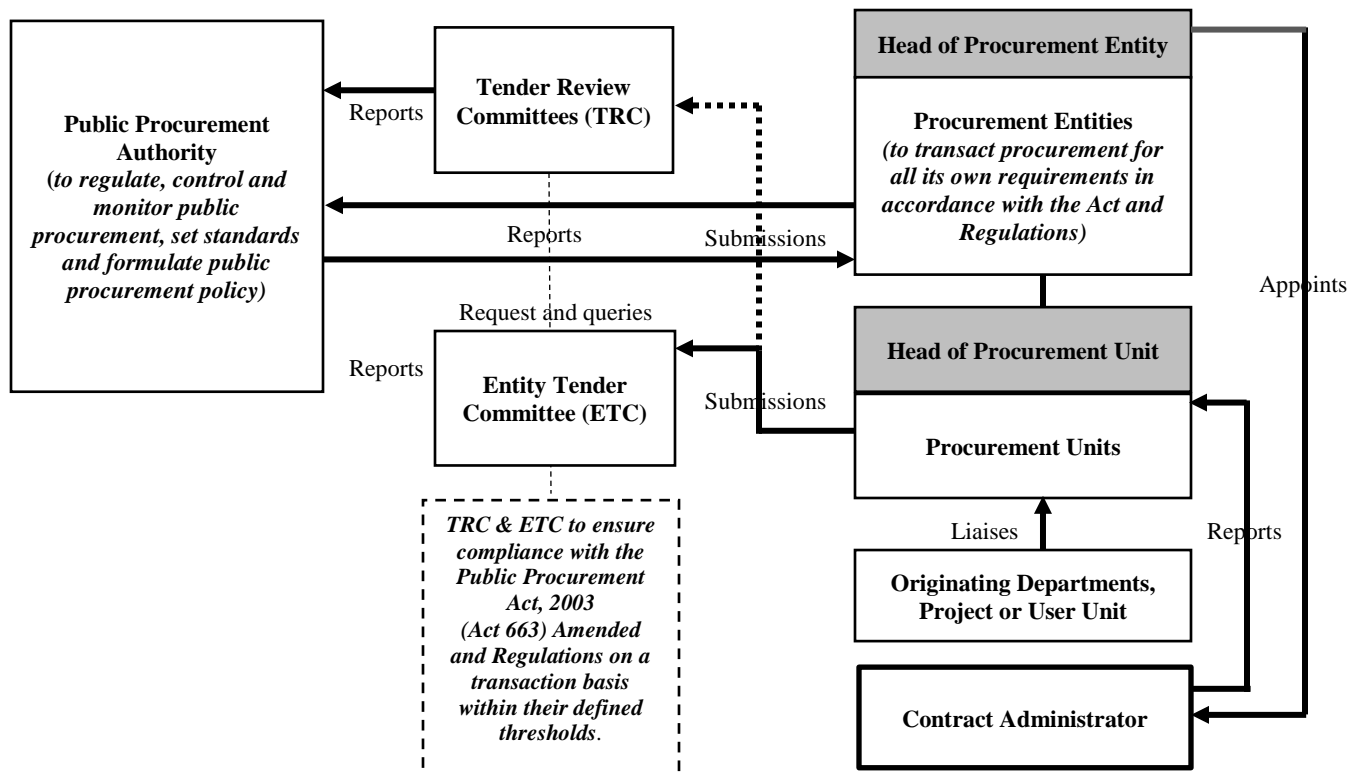 Public Procurement
Authority
(to regulate, control and
monitor public
procurement, set standards
and formulate public
procurement policy)
Reports
Tender Review
Committees (TRC)
Head of Procurement Entity
Procurement Entities
(to transact procurement for
all its own requirements in
accordance with the Act and
Regulations)
Reports
Submissions
Appoints
Request and queries
Reports
Entity Tender
Committee (ETC)
Submissions
Head of Procurement Unit
Procurement Units
TRC & ETC to ensure
compliance with the
Public Procurement
Act, 2003
(Act 663) Amended
and Regulations on a
transaction basis
within their defined
thresholds.
Liaises
Reports
Originating Departments,
Project or User Unit
Contract Administrator